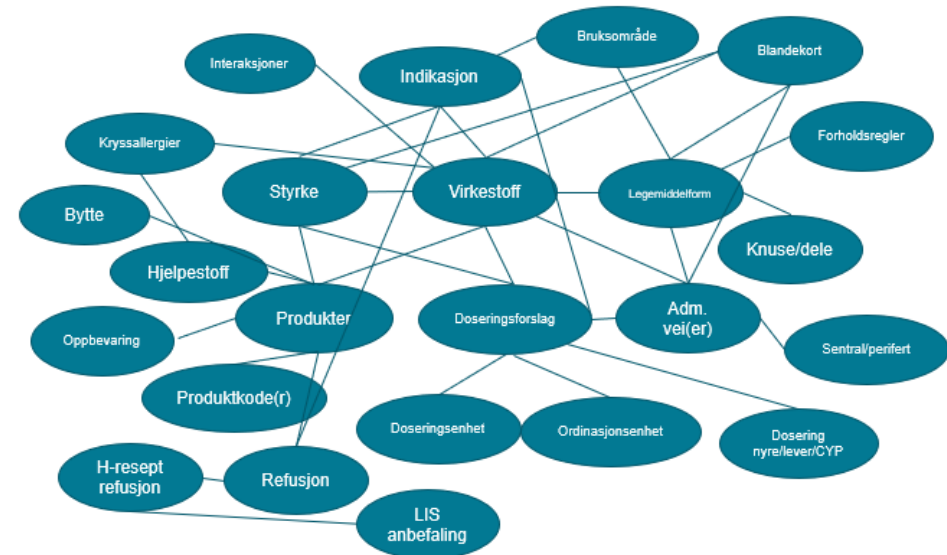 Bruksområde
Blandekort
Interaksjoner
Indikasjon
Kryssallergier
Forholdsregler
Styrke
Virkestoff
Legemiddelform
Bytte
Knuse/dele
Hjelpestoff
Produkter
Doseringsforslag
Adm.
vei(er)
Oppbevaring
Sentral/perifert
Produktkode(r)
Doseringsenhet
Ordinasjonsenhet
Dosering
nyre/lever/CYP
H-resept
refusjon
Refusjon
LIS
anbefaling